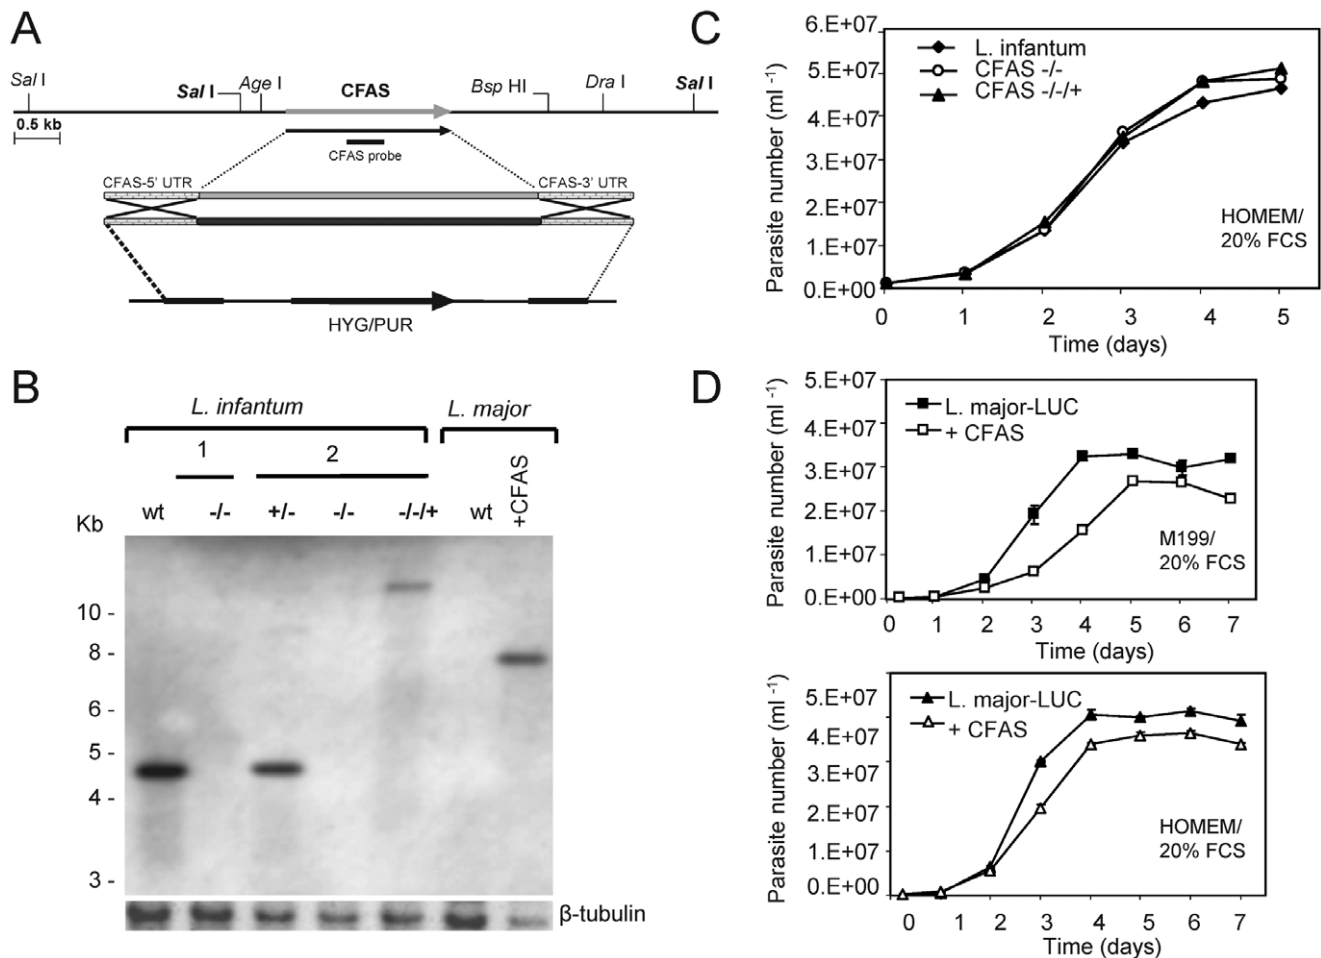 A
Sal I
Sal I
Age I
CFAS
Bsp HI
Dra I
Sal I
0.5 kb
CFAS probe
CFAS-5' UTR
CFAS-3' UTR
HYG/PUR
B
L. infantum
L. major
1
2
wt
-/-
+/-
-/-
-/-/+
wt
+CFAS
Kb
10 -
8 -
6 -
5 -
4 -
3 -
β-tubulin
C
Parasite number (ml -1)
6.E+07
5.E+07
4.E+07
3.E+07
2.E+07
1.E+07
0.E+00
L. infantum
CFAS -/-
CFAS -/-/+
HOMEM/
20% FCS
0 1 2 3 4 5
Time (days)
D
Parasite number (ml -1)
5.E+07
4.E+07
3.E+07
2.E+07
1.E+07
0.E+00
L. major-LUC
+ CFAS
M199/
20% FCS
0 1 2 3 4 5 6 7
Time (days)
Parasite number (ml -1)
5.E+07
4.E+07
3.E+07
2.E+07
1.E+07
0.E+00
L. major-LUC
+ CFAS
HOMEM/
20% FCS
0 1 2 3 4 5 6 7
Time (days)